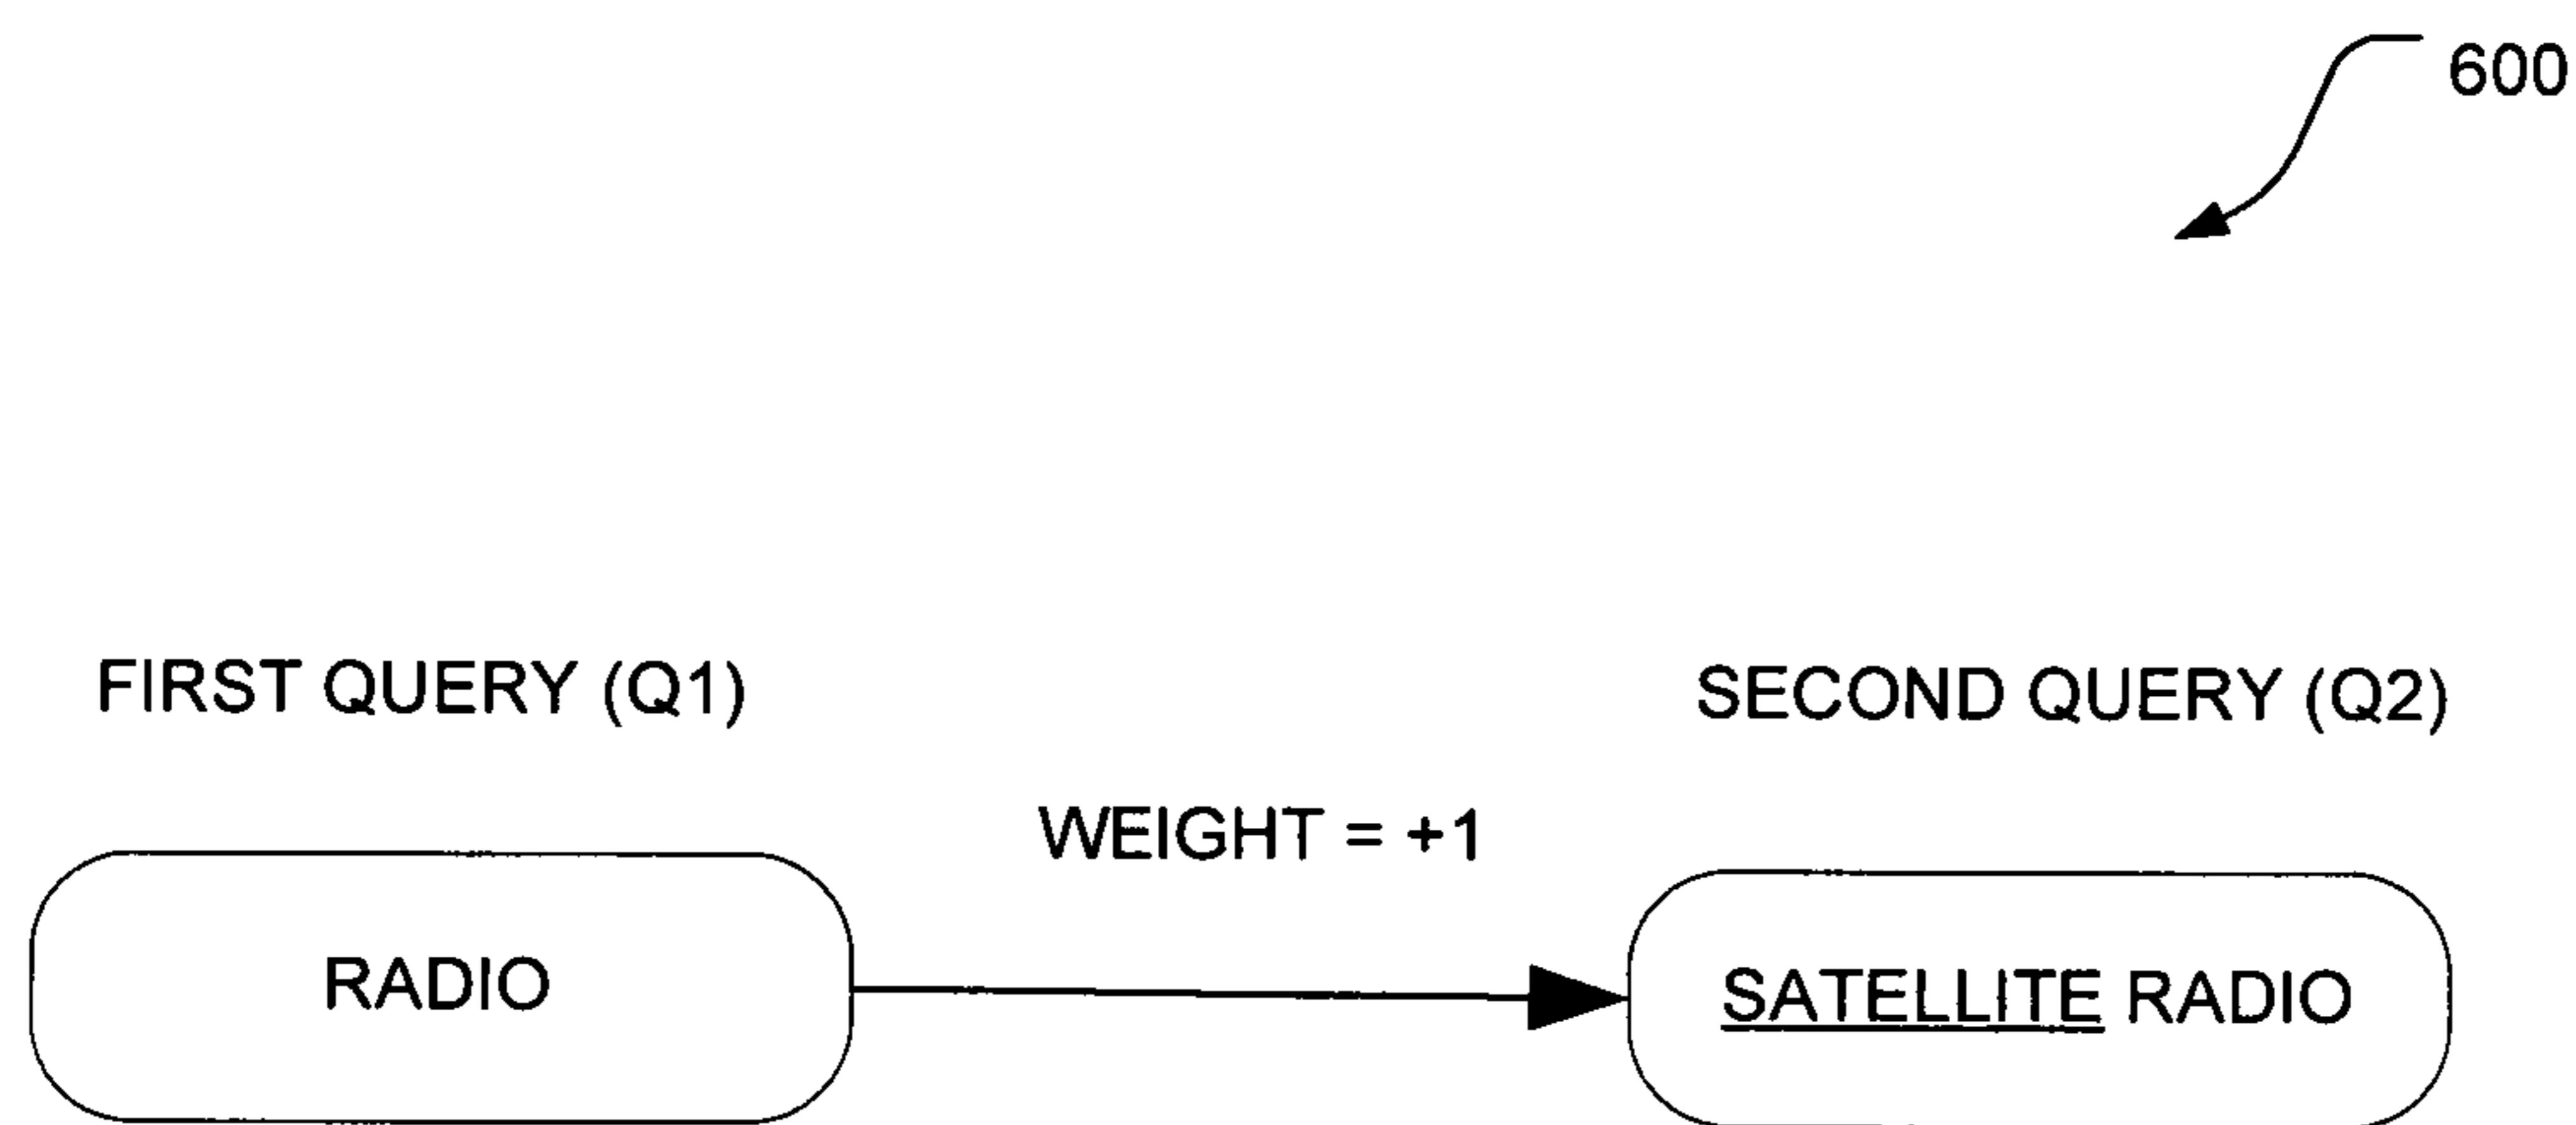 600
FIRST QUERY (Q1)
SECOND QUERY (Q2)
WEIGHT = +1
RADIO
SATELLITE RADIO